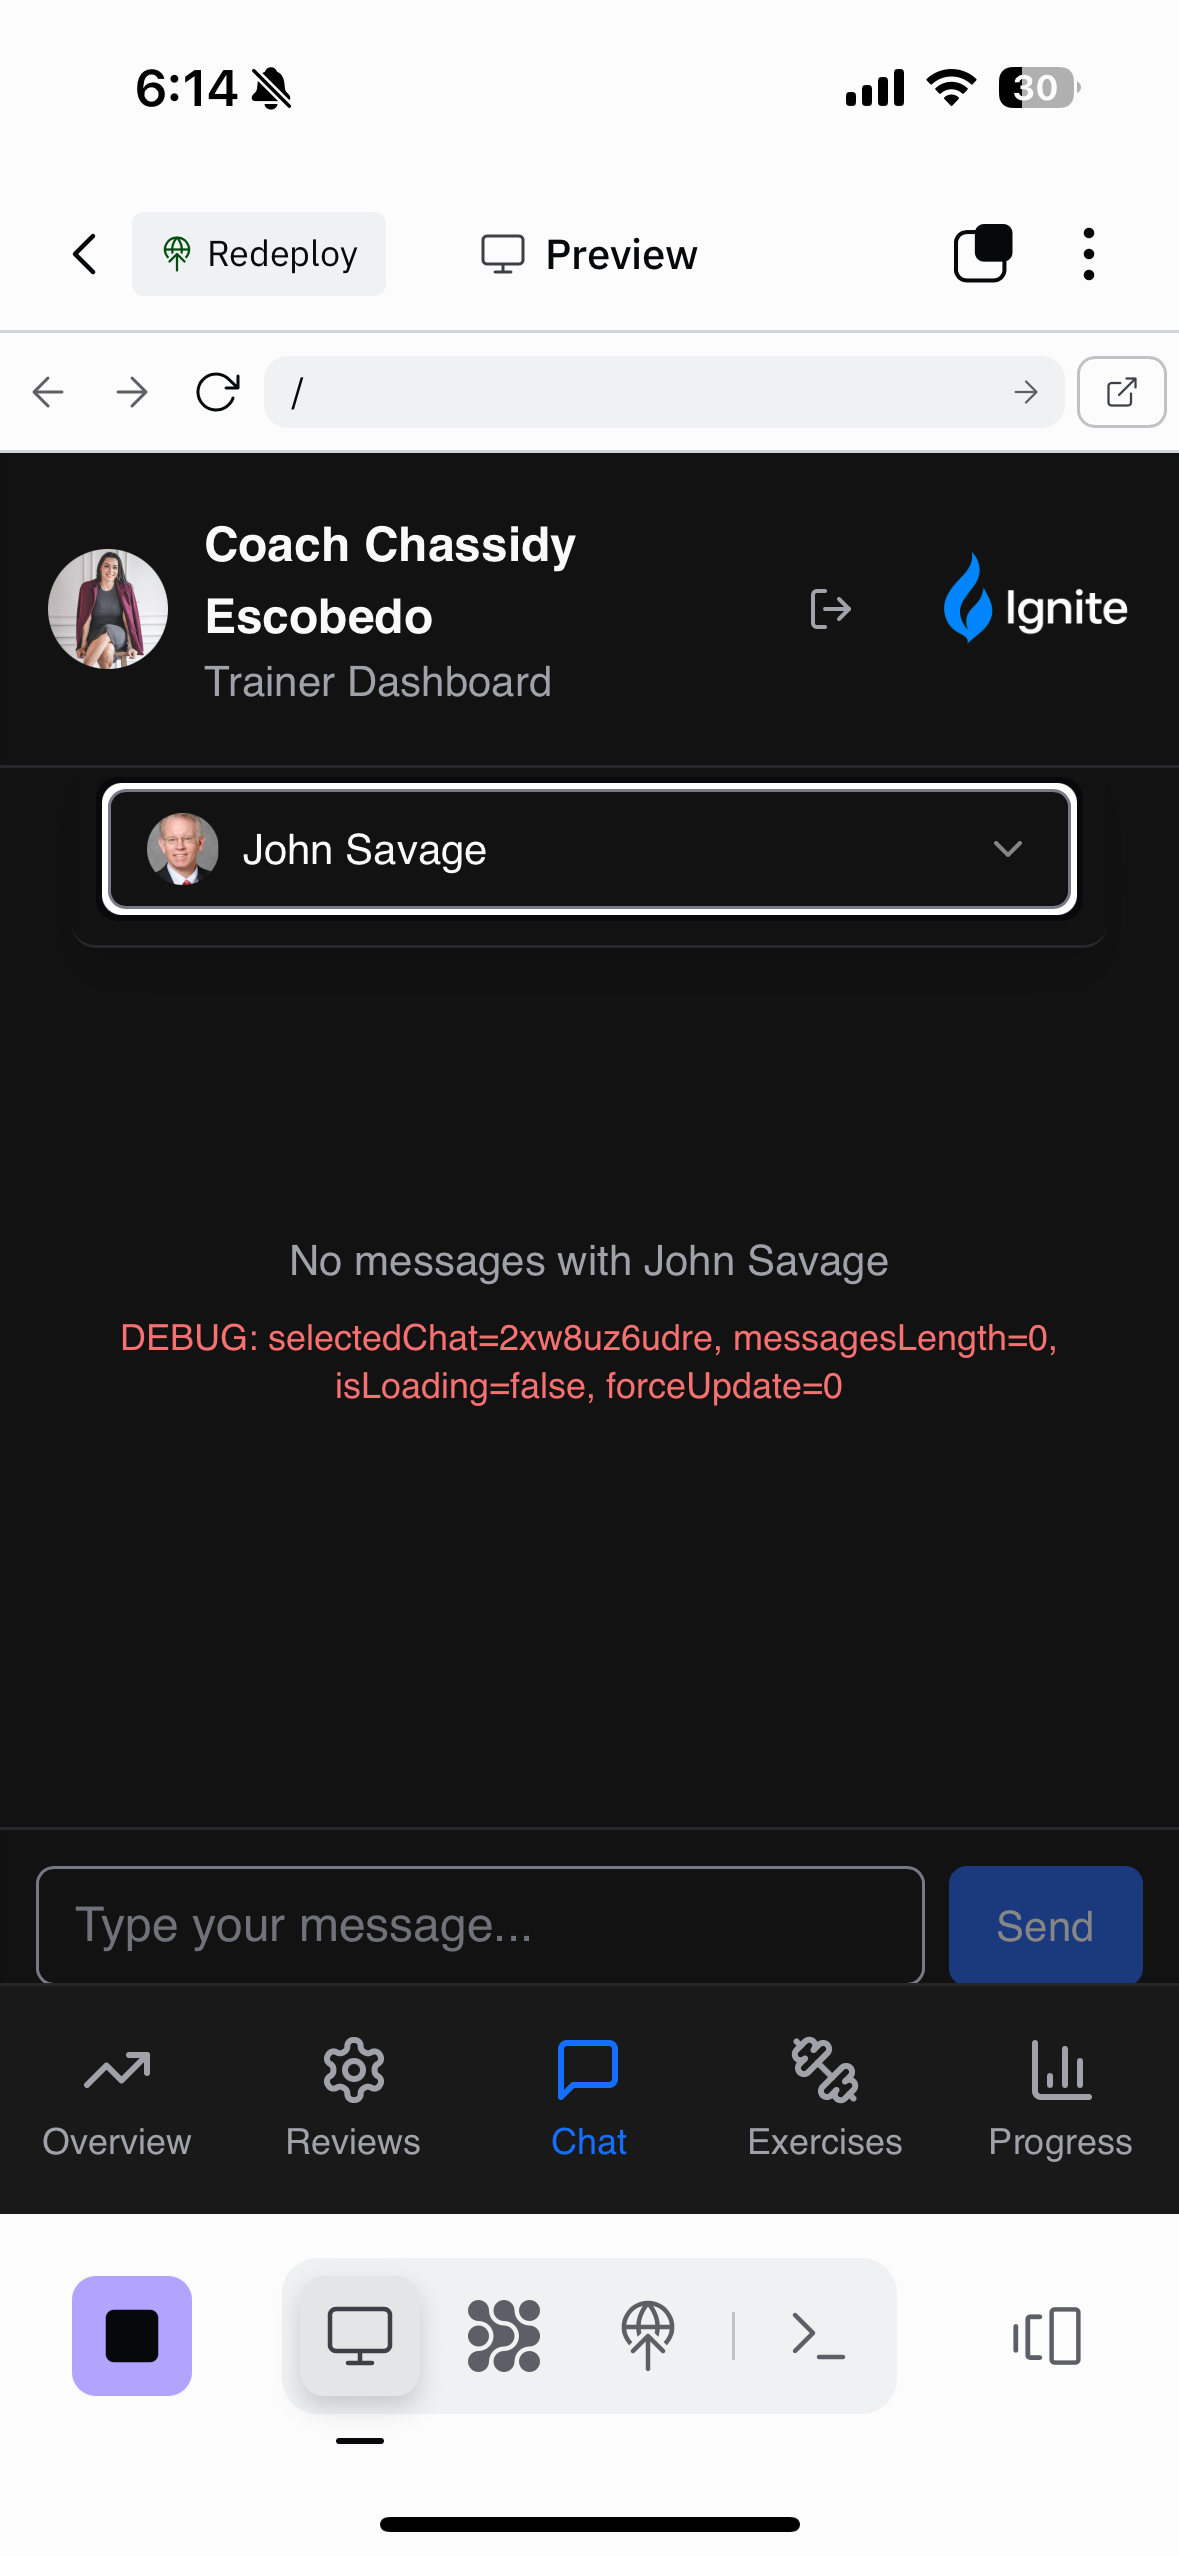 6:14
30
Redeploy
Preview
/
Coach Chassidy
Escobedo
Trainer Dashboard
Ignite
John Savage
No messages with John Savage
DEBUG: selectedChat=2xw8uz6udre, messagesLength=0,
isLoading=false, forceUpdate=0
Type your message...
Send
Overview
Reviews
Chat
Exercises
Progress